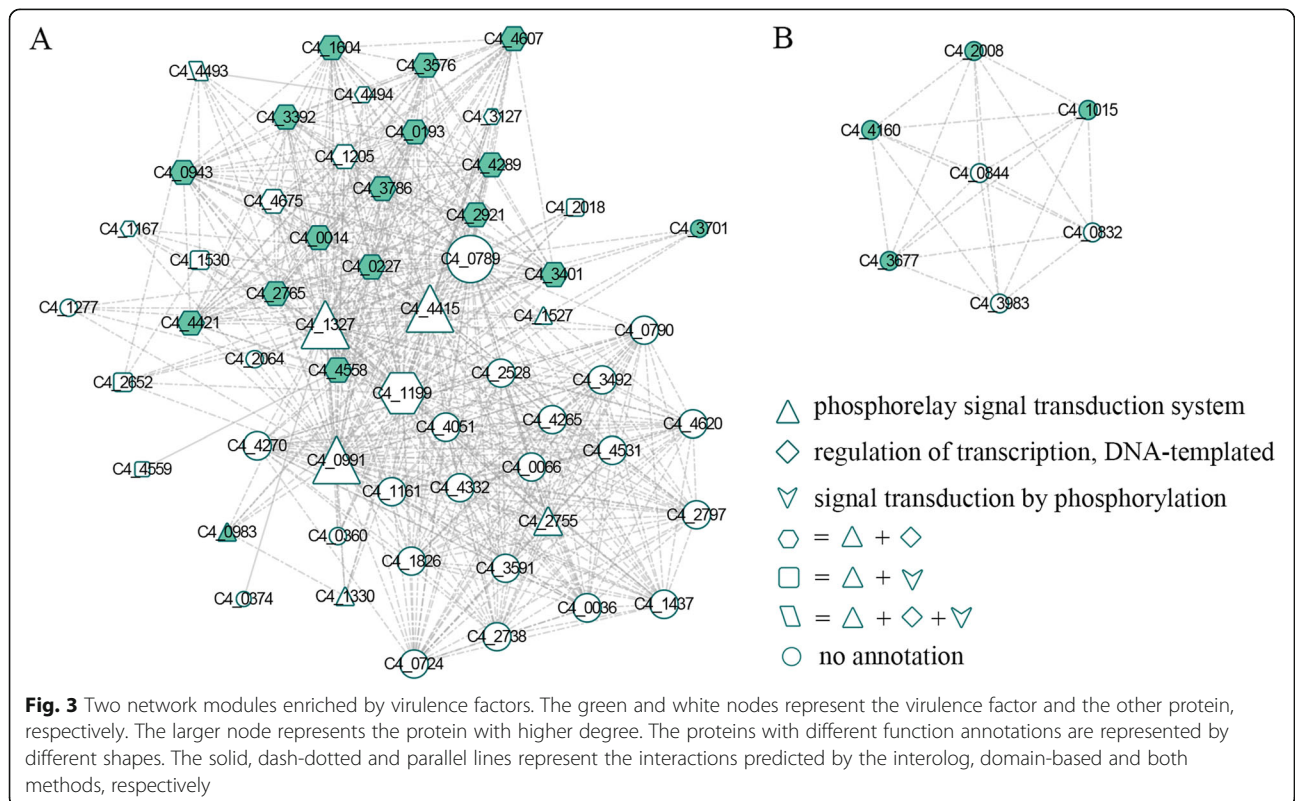 A
B
C4_1604
C4_4607
C4_3576
C4_4493
C4_4494
C4_3392
C4_0193
C4_3127
C4_1205
C4_4289
C4_0943
C4_3786
C4_4675
C4_2921
C4_2018
C4_1167
C4_0014
C4_3701
C4_1530
C4_0227
C4_0789
C4_3401
C4_2765
C4_1277
C4_4421
C4_1327
C4_4415
C4_1527
C4_0790
C4_2064
C4_4558
C4_2528
C4_3492
C4_2652
C4_1199
C4_4051
C4_4265
C4_4620
C4_4270
C4_4531
C4_0991
C4_0066
C4_4559
C4_1161
C4_4332
C4_2797
C4_2755
C4_0983
C4_0360
C4_1826
C4_3591
C4_0374
C4_1330
C4_0036
C4_1437
C4_2738
C4_0724
C4_2008
C4_1015
C4_4160
C4_0844
C4_0832
C4_3677
C4_3983
phosphorelay signal transduction system
regulation of transcription, DNA-templated
signal transduction by phosphorylation
= +
= +
= + +
no annotation
Fig. 3 Two network modules enriched by virulence factors. The green and white nodes represent the virulence factor and the other protein,
respectively. The larger node represents the protein with higher degree. The proteins with different function annotations are represented by
different shapes. The solid, dash-dotted and parallel lines represent the interactions predicted by the interolog, domain-based and both
methods, respectively